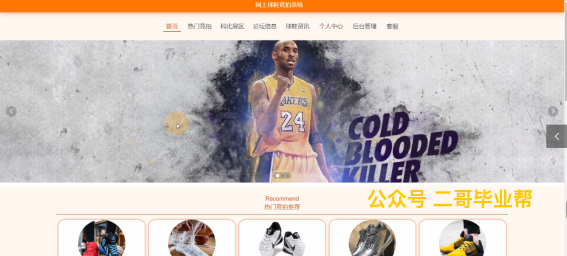 网上球鞋竞拍系统
首页 热门竞拍 科比展区 论坛信息 球鞋资讯 个人中心 后台管理 客服
LAKERS
24
COLD
BLOODED
KILLER
公众号 二哥毕业帮
Recommend
热门竞拍推荐